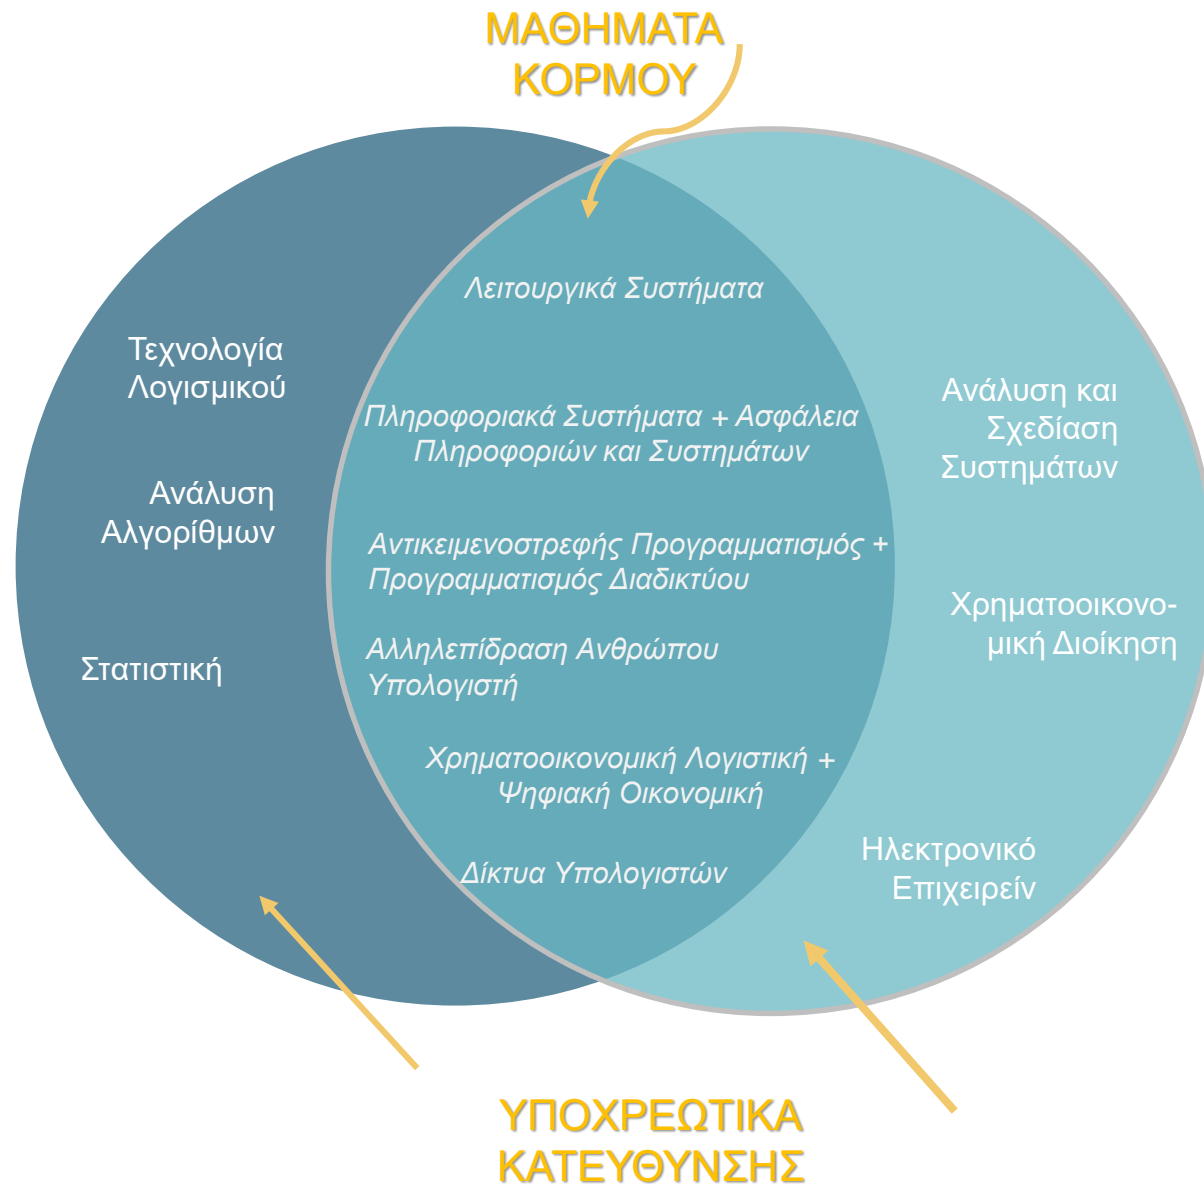 ΜΑΘΗΜΑΤΑ
ΚΟΡΜΟΥ
Λειτουργικά Συστήματα
Τεχνολογία
Λογισμικού
Ανάλυση
Αλγορίθμων
Στατιστική
Πληροφοριακά Συστήματα + Ασφάλεια
Πληροφοριών και Συστημάτων
Αντικειμενοστρεφής Προγραμματισμός +
Προγραμματισμός Διαδικτύου
Αλληλεπίδραση Ανθρώπου
Υπολογιστή
Χρηματοοικονομική Λογιστική +
Ψηφιακή Οικονομική
Δίκτυα Υπολογιστών
Ανάλυση και
Σχεδίαση
Συστημάτων
Χρηματοοικονο-
μική Διοίκηση
Ηλεκτρονικό
Επιχειρείν
ΥΠΟΧΡΕΩΤΙΚΑ
ΚΑΤΕΥΘΥΝΣΗΣ